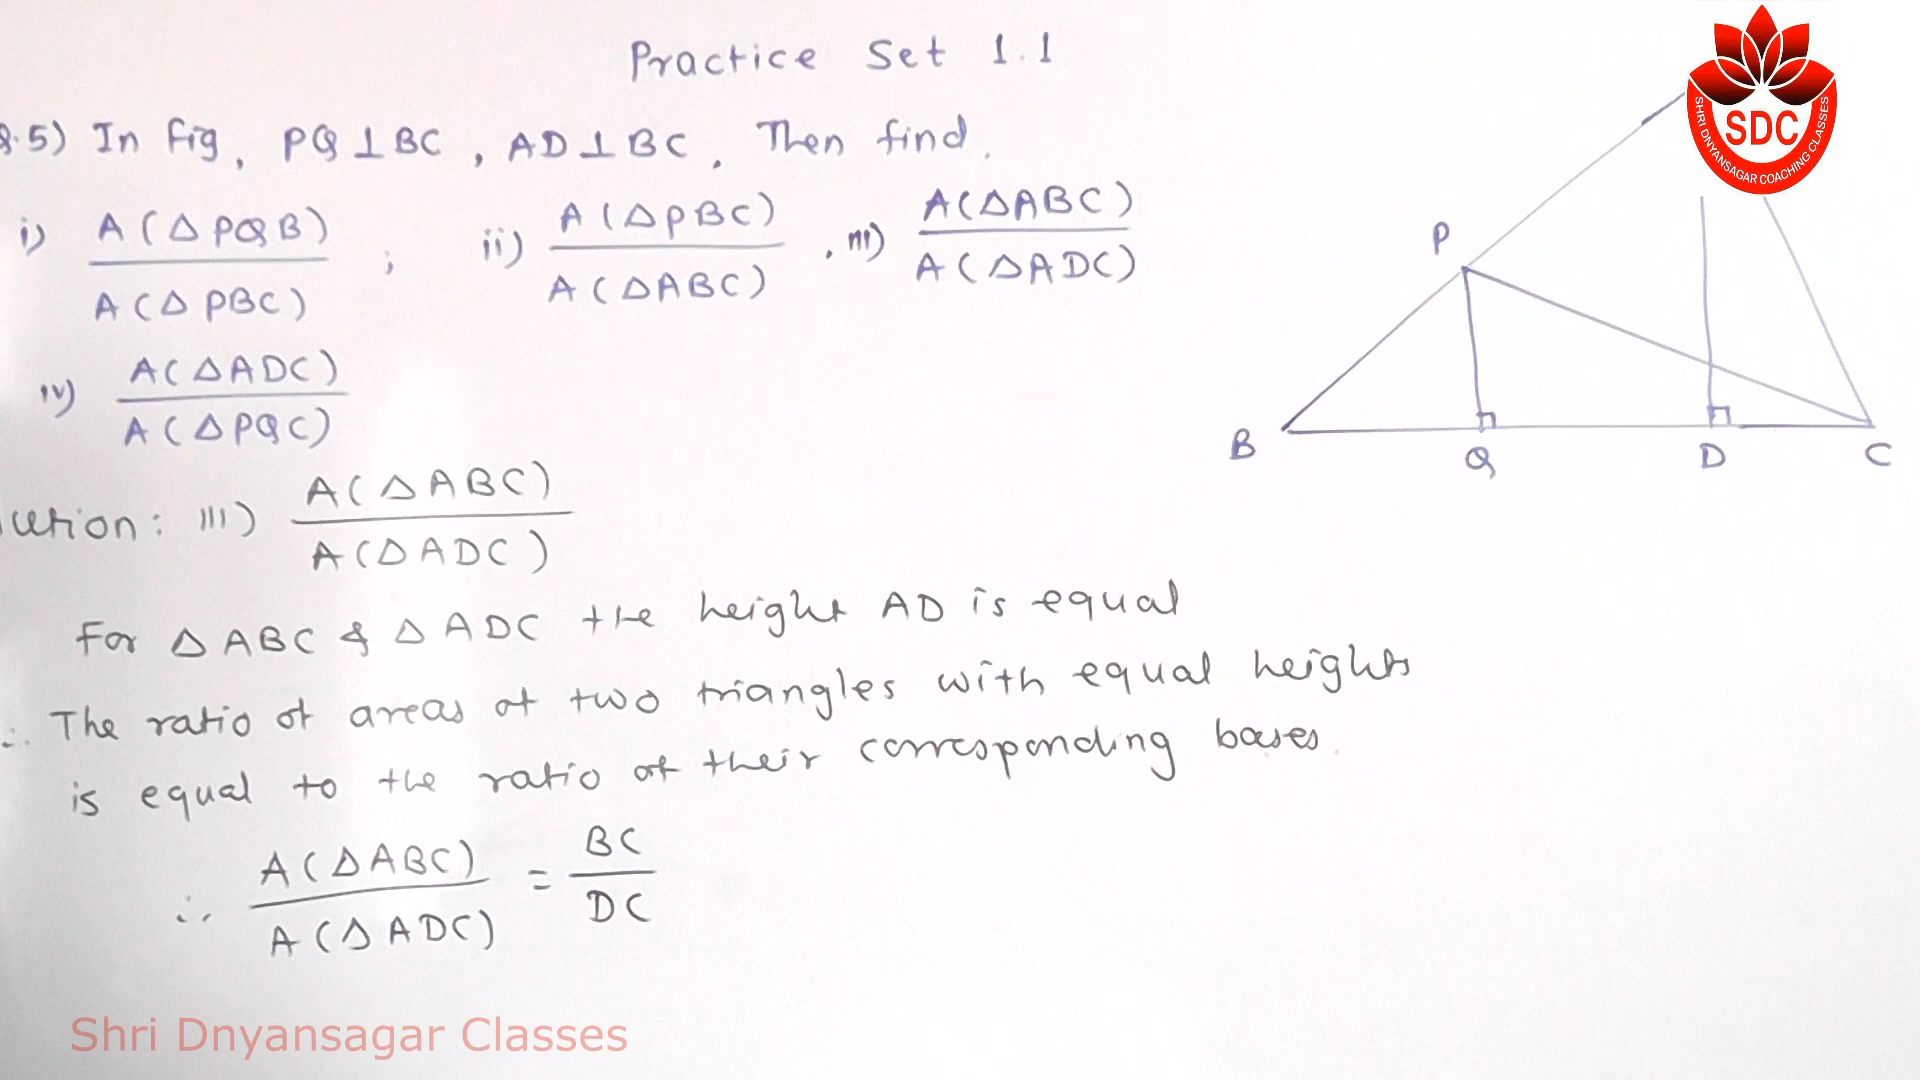 Practice Set 1.1
Q.5) In fig, PQ⊥BC, AD⊥BC. Then find.
i) A(△PQB) / A(△PBC) ; ii) A(△PBC) / A(△ABC) , iii) A(△ABC) / A(△ADC)
iv) A(△ADC) / A(△PQC)
lution: III) A(△ABC) / A(△ADC)
For △ABC & △ADC the height AD is equal
∴ The ratio of areas of two triangles with equal heights
is equal to the ratio of their corresponding bases.
∴ A(△ABC) / A(△ADC) = BC / DC
P
B
Q
D
C
SDC
SHRI DNYANSAGAR COACHING CLASSES
Shri Dnyansagar Classes